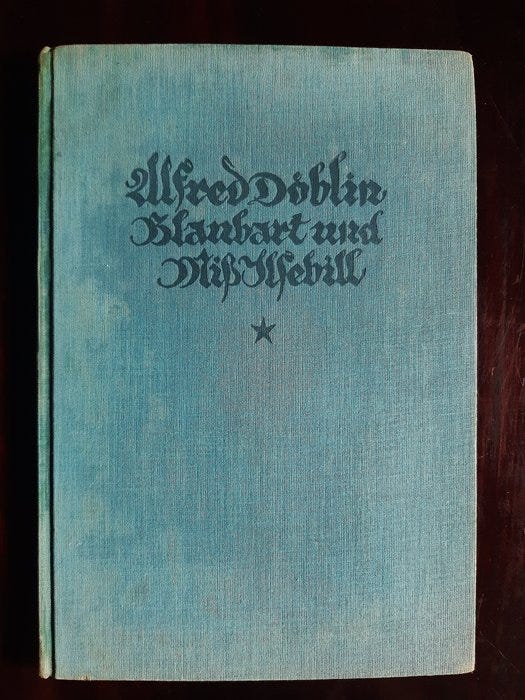 Alfred Döblin
Blaubart und
Miß Ilsebill